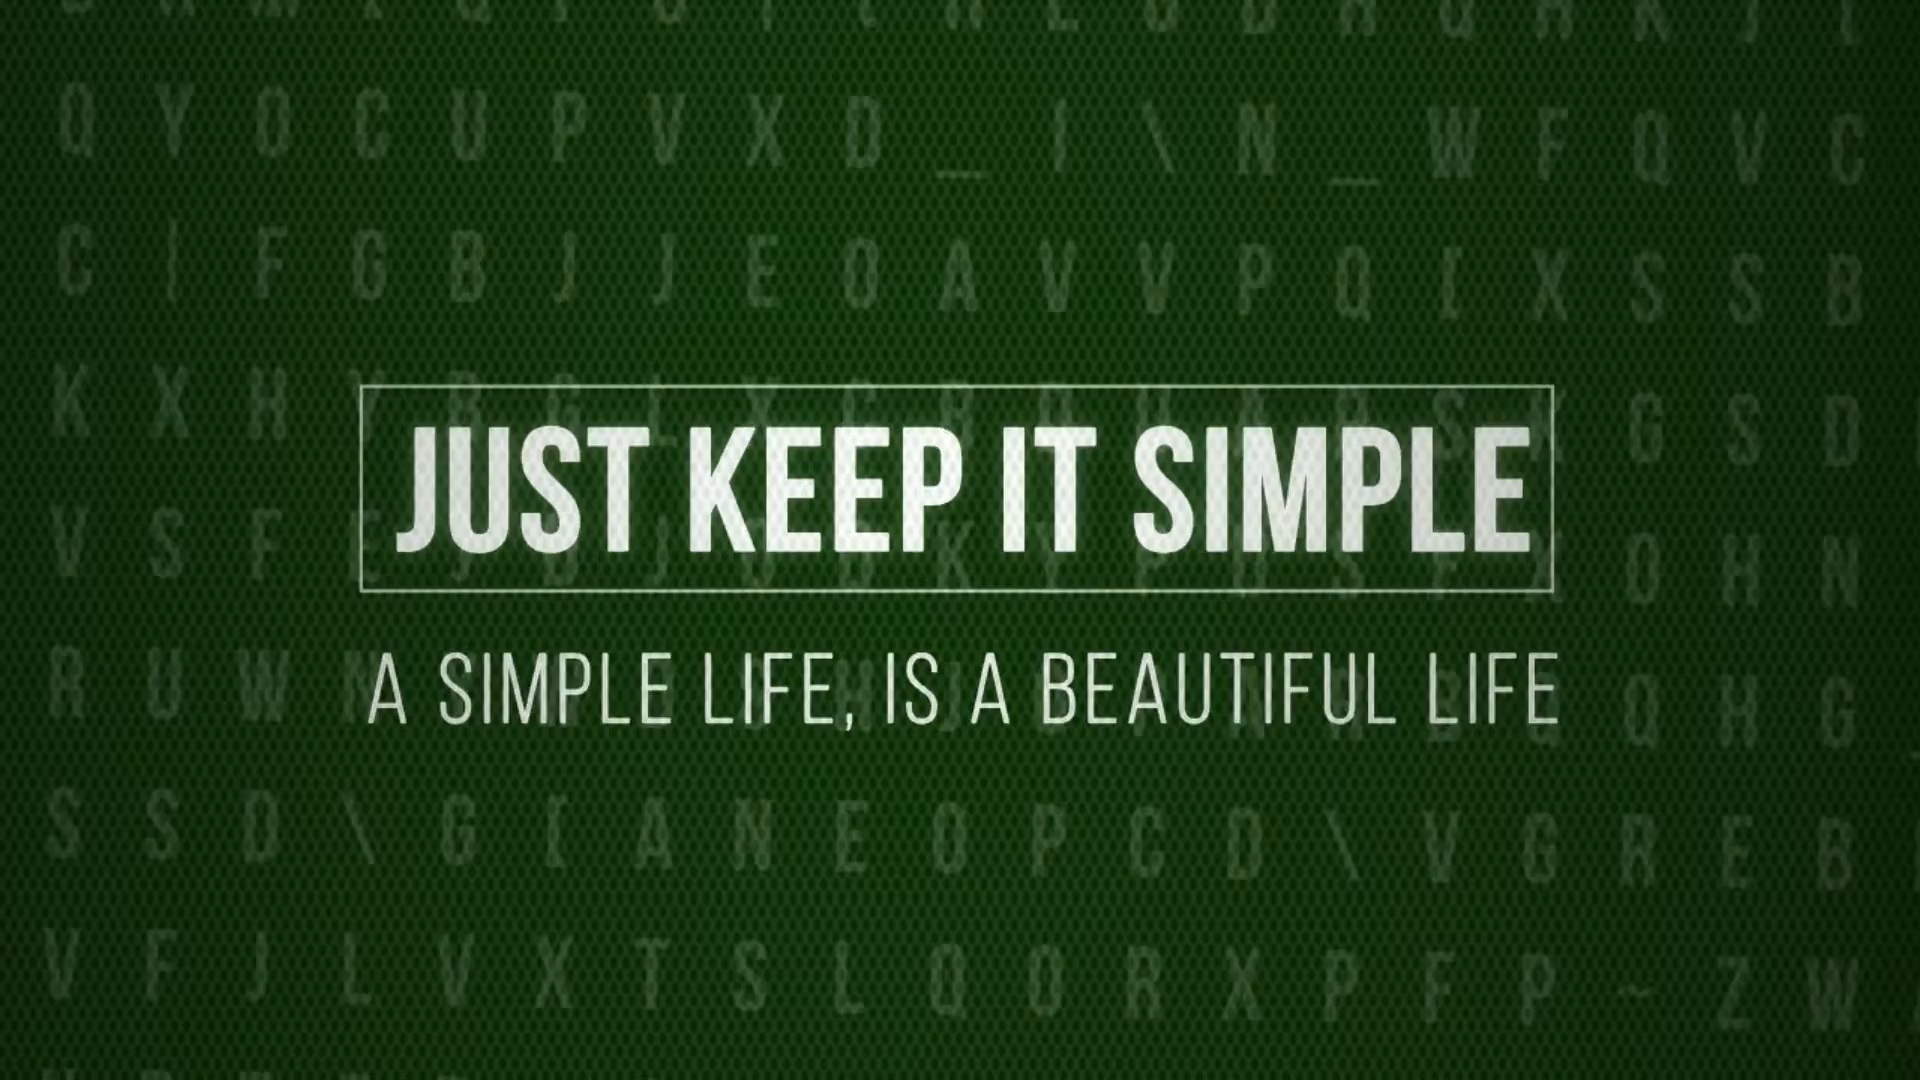 Q Y O C U P V X D _ I \ N _ W F Q V C
C | F G B J J E O A V V P Q [ X S S B
K X H G S D
JUST KEEP IT SIMPLE
V S F O H N
A SIMPLE LIFE, IS A BEAUTIFUL LIFE
R U W Q H G
S S D \ G [ A N E O P C D \ V G R E B
V F J L V X T S L Q O R X P F P ~ Z W